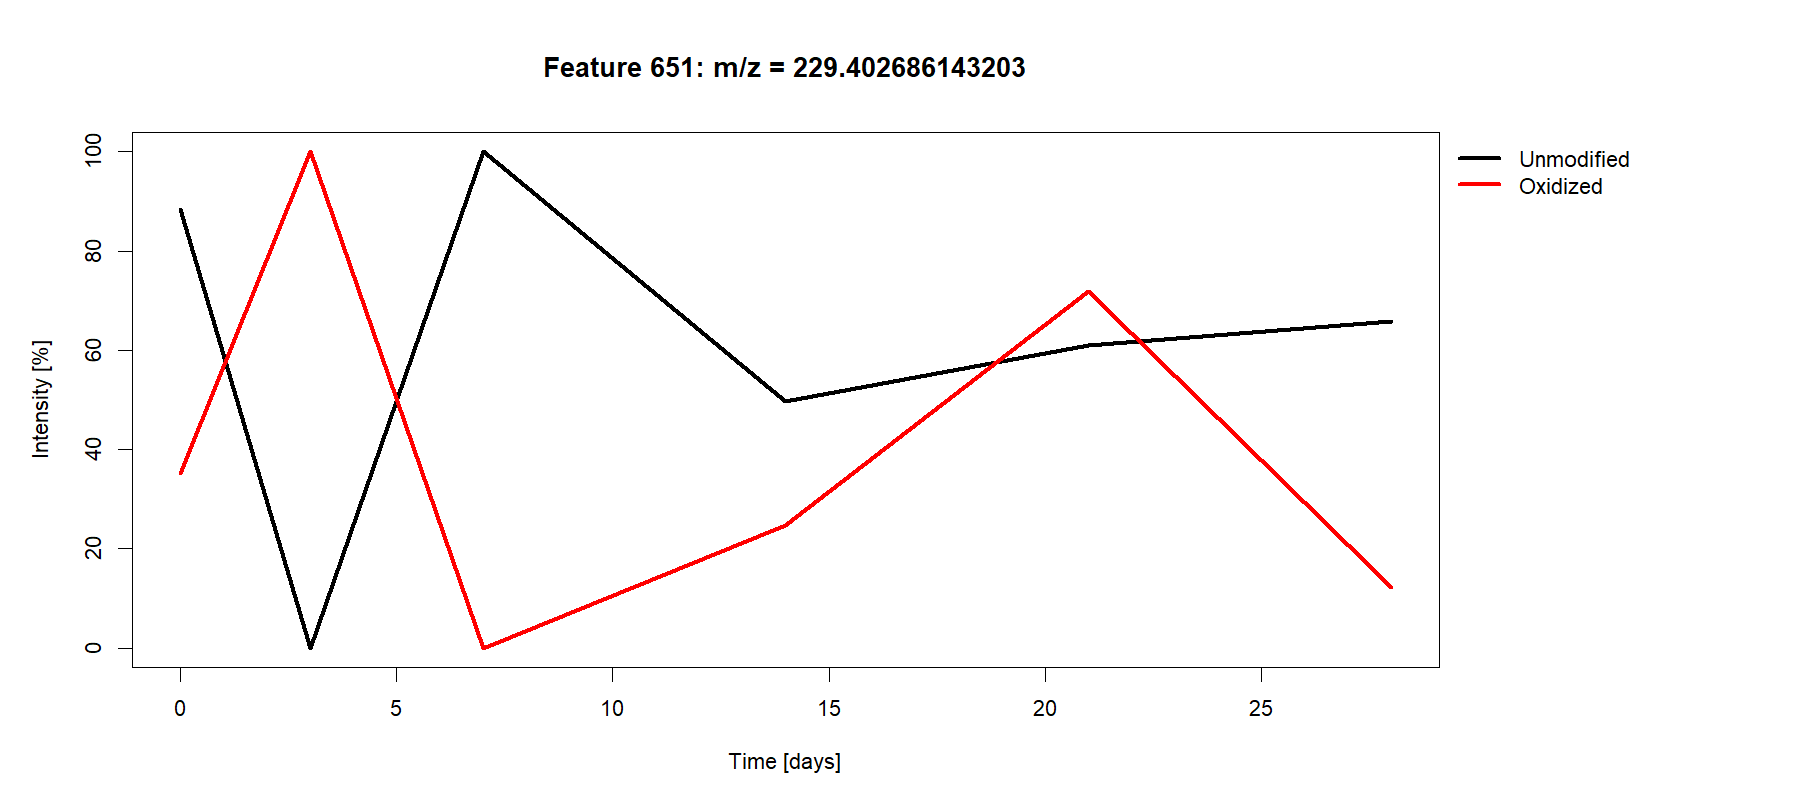 Feature 651: m/z = 229.402686143203
Unmodified
Oxidized
Intensity [%]
100
80
60
40
20
0
0 5 10 15 20 25
Time [days]